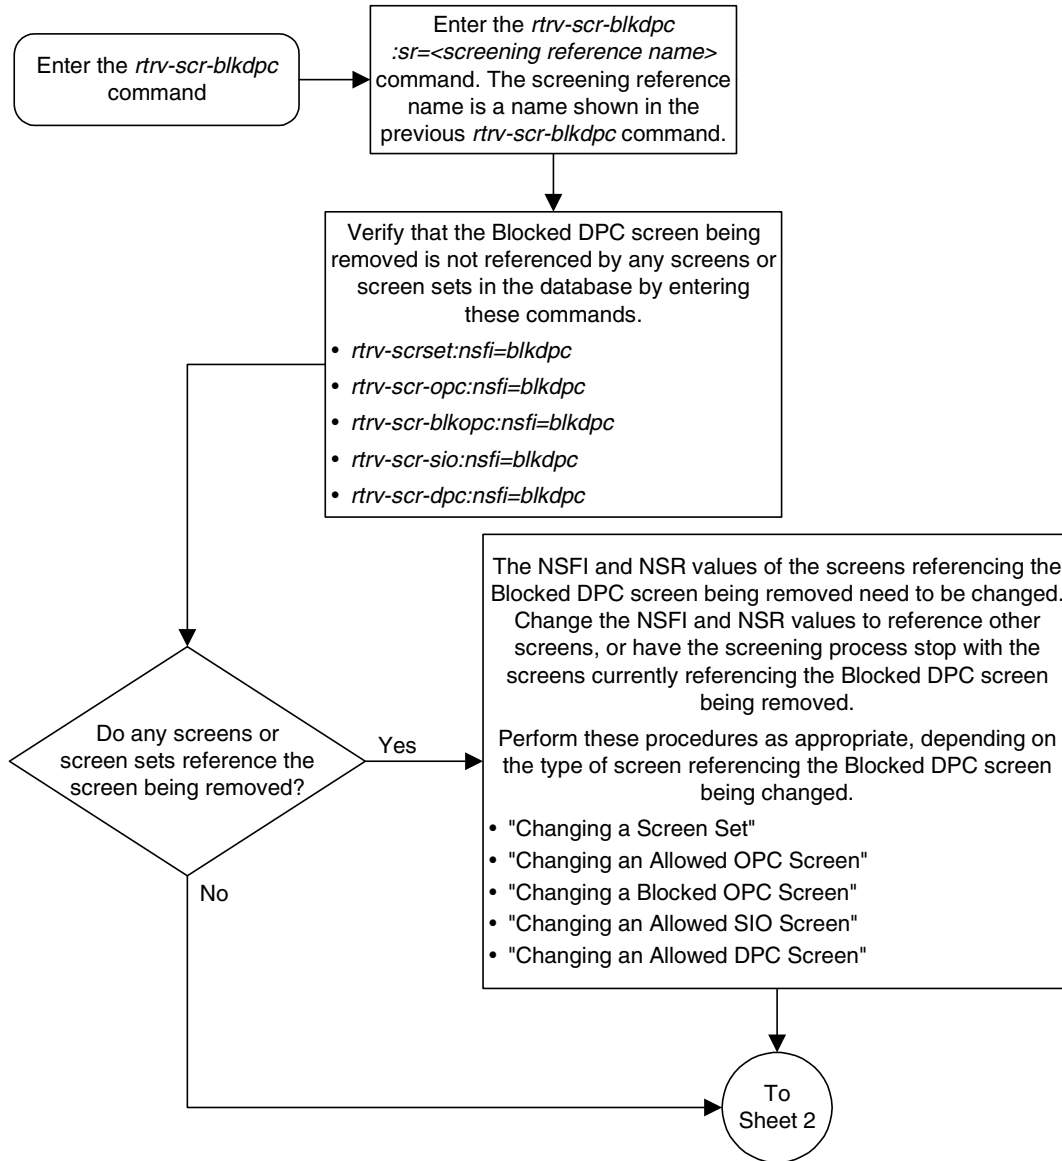 Enter the rtrv-scr-blkdpc
command
Enter the rtrv-scr-blkdpc
:sr=<screening reference name>
command. The screening reference
name is a name shown in the
previous rtrv-scr-blkdpc command.
Verify that the Blocked DPC screen being
removed is not referenced by any screens or
screen sets in the database by entering
these commands.
• rtrv-scrset:nsfi=blkdpc
• rtrv-scr-opc:nsfi=blkdpc
• rtrv-scr-blkopc:nsfi=blkdpc
• rtrv-scr-sio:nsfi=blkdpc
• rtrv-scr-dpc:nsfi=blkdpc
Do any screens or
screen sets reference the
screen being removed?
Yes
No
The NSFI and NSR values of the screens referencing the
Blocked DPC screen being removed need to be changed.
Change the NSFI and NSR values to reference other
screens, or have the screening process stop with the
screens currently referencing the Blocked DPC screen
being removed.
Perform these procedures as appropriate, depending on
the type of screen referencing the Blocked DPC screen
being changed.
• "Changing a Screen Set"
• "Changing an Allowed OPC Screen"
• "Changing a Blocked OPC Screen"
• "Changing an Allowed SIO Screen"
• "Changing an Allowed DPC Screen"
To
Sheet 2